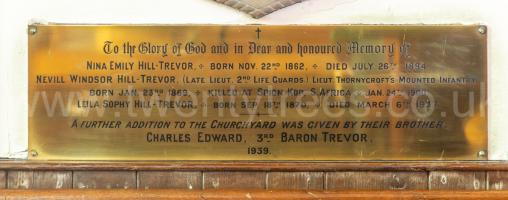 To the Glory of God and in Dear and honoured Memory of
Nina Emily Hill-Trevor, Born Nov. 22nd 1862. Died July 26th 1894
Nevill Windsor Hill-Trevor, (Late Lieut. 2nd Life Guards) Lieut Thornycroft's Mounted Infantry
Born Jan. 23rd 1869. Killed at Spion Kop, S. Africa Jan. 24th 1900
Leila Sophy Hill-Trevor, Born Sep. 18th 1870. Died March 6th
A further addition to the Churchyard was given by their brother
Charles Edward, 3rd Baron Trevor.
1939.